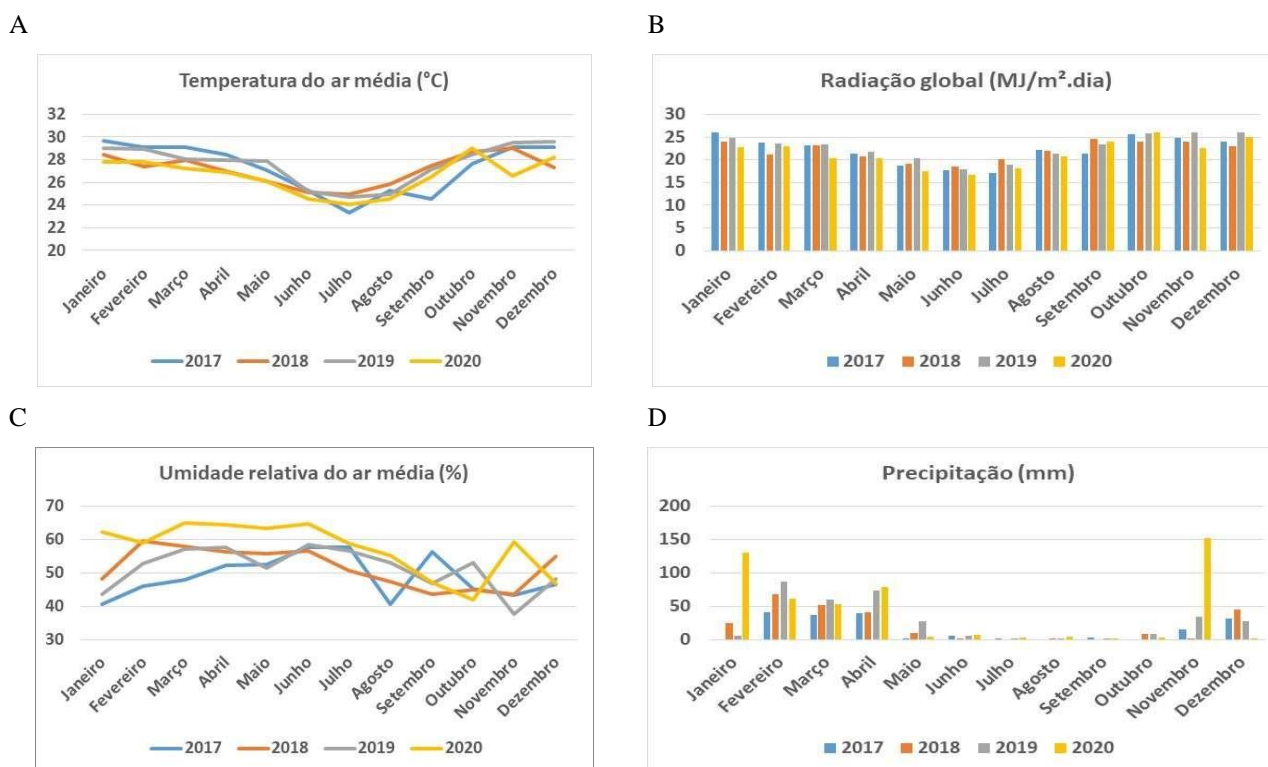 A
Temperatura do ar média (°C)
32
30
28
26
24
22
20
Janeiro
Fevereiro
Março
Abril
Maio
Junho
Julho
Agosto
Setembro
Outubro
Novembro
Dezembro
2017 2018 2019 2020
B
Radiação global (MJ/m².dia)
30
25
20
15
10
5
0
Janeiro
Fevereiro
Março
Abril
Maio
Junho
Julho
Agosto
Setembro
Outubro
Novembro
Dezembro
2017 2018 2019 2020
C
Umidade relativa do ar média (%)
70
60
50
40
30
Janeiro
Fevereiro
Março
Abril
Maio
Junho
Julho
Agosto
Setembro
Outubro
Novembro
Dezembro
2017 2018 2019 2020
D
Precipitação (mm)
200
150
100
50
0
Janeiro
Fevereiro
Março
Abril
Maio
Junho
Julho
Agosto
Setembro
Outubro
Novembro
Dezembro
2017 2018 2019 2020